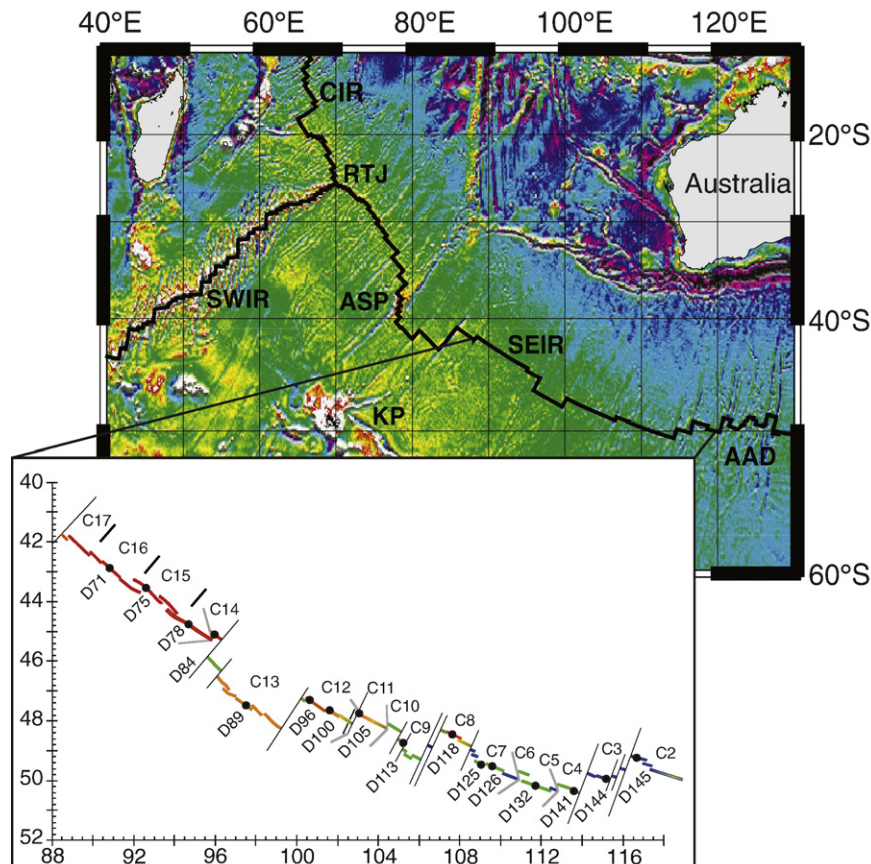 40°E 60°E 80°E 100°E 120°E
CIR
20°S
RTJ
Australia
SWIR
ASP
40°S
SEIR
KP
AAD
60°S
40
42
44
46
48
50
52
88 92 96 100 104 108 112 116
C17
C16
C15
C14
C13
C12
C11
C10
C9
C8
C7
C6
C5
C4
C3
C2
D71
D75
D78
D84
D89
D96
D100
D105
D113
D118
D125
D126
D132
D141
D144
D145